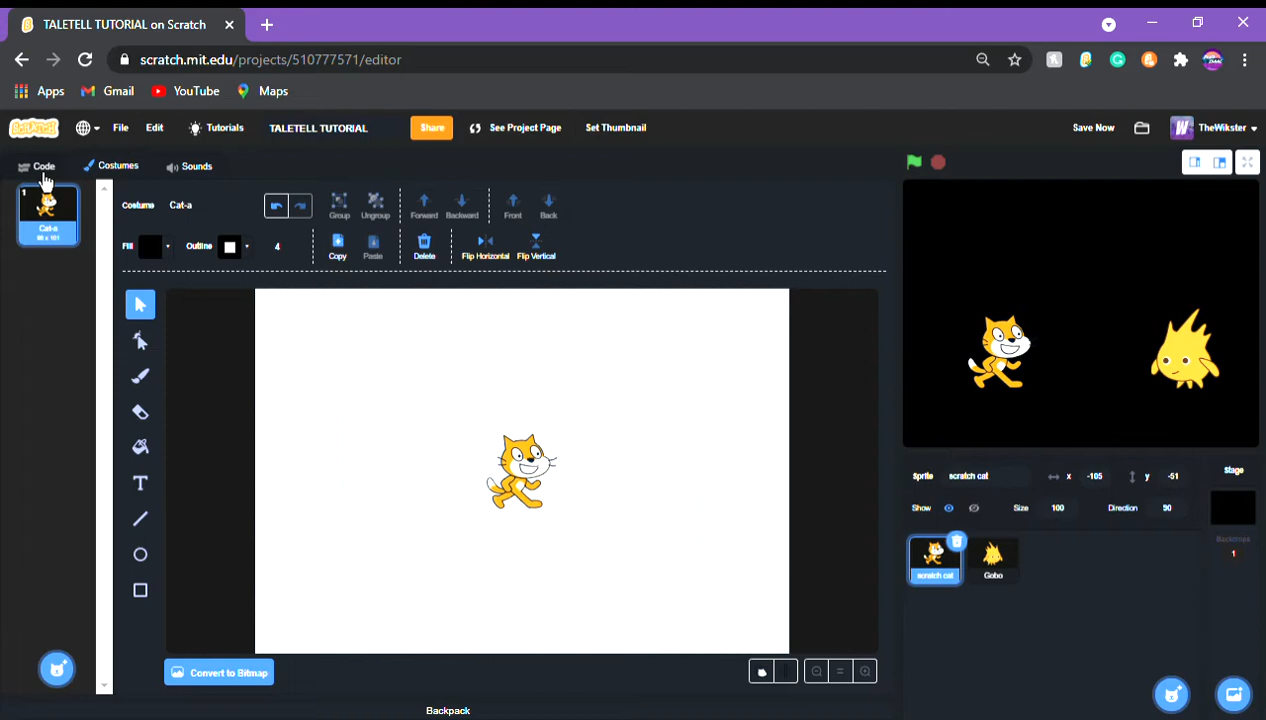 TALETELL TUTORIAL on Scratch
scratch.mit.edu/projects/510777571/editor
Apps Gmail YouTube Maps
SCRATCH File Edit Tutorials TALETELL TUTORIAL Share See Project Page Set Thumbnail Save Now TheWikster
Code Costumes Sounds
1
Cat-a
Costume Cat-a Group Ungroup Forward Backward Front Back
Fill Outline 4 Copy Paste Delete Flip Horizontal Flip Vertical
T
Convert to Bitmap
Sprite scratch cat x -105 y -51
Show Size 100 Direction 90
scratch cat Gobo
Stage
Backdrops
1
Backpack